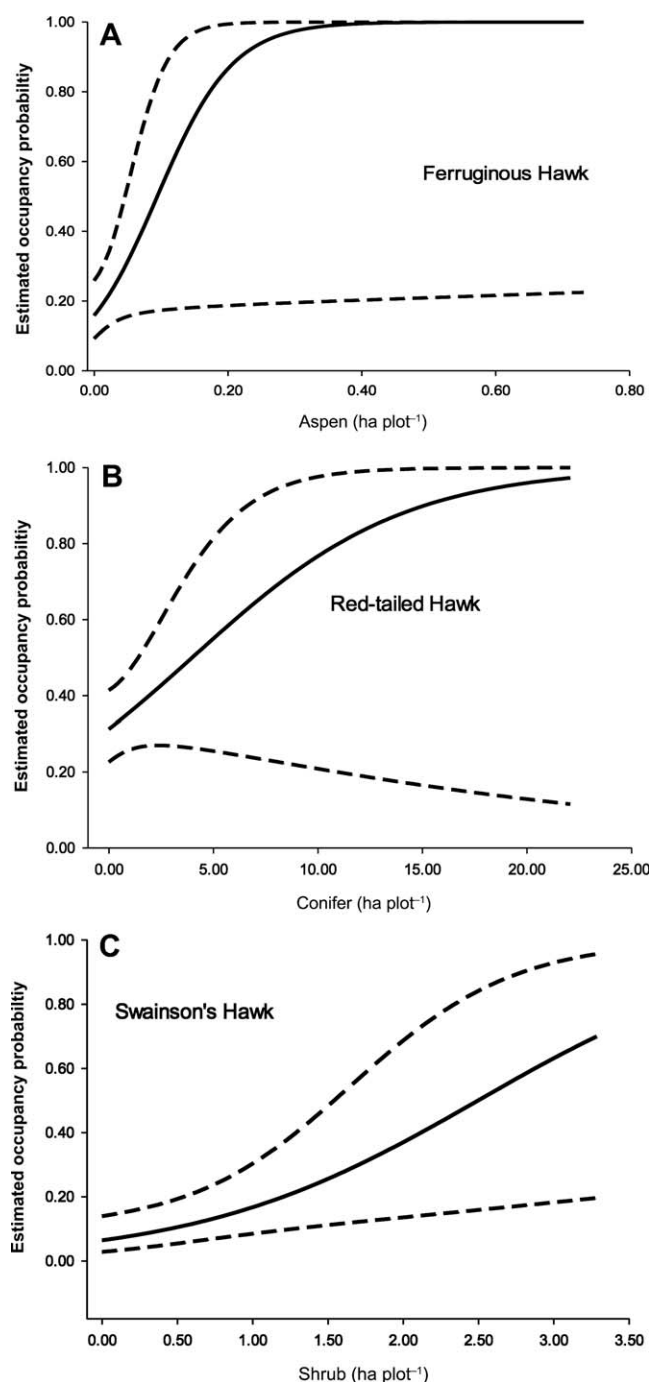 A
1.00
0.80
0.60
0.40
0.20
0.00
Estimated occupancy probabiltiy
Ferruginous Hawk
0.00 0.20 0.40 0.60 0.80
Aspen (ha plot⁻¹)
B
1.00
0.80
0.60
0.40
0.20
0.00
Estimated occupancy probabiltiy
Red-tailed Hawk
0.00 5.00 10.00 15.00 20.00 25.00
Conifer (ha plot⁻¹)
C
1.00
0.80
0.60
0.40
0.20
0.00
Estimated occupancy probabiltiy
Swainson's Hawk
0.00 0.50 1.00 1.50 2.00 2.50 3.00 3.50
Shrub (ha plot⁻¹)